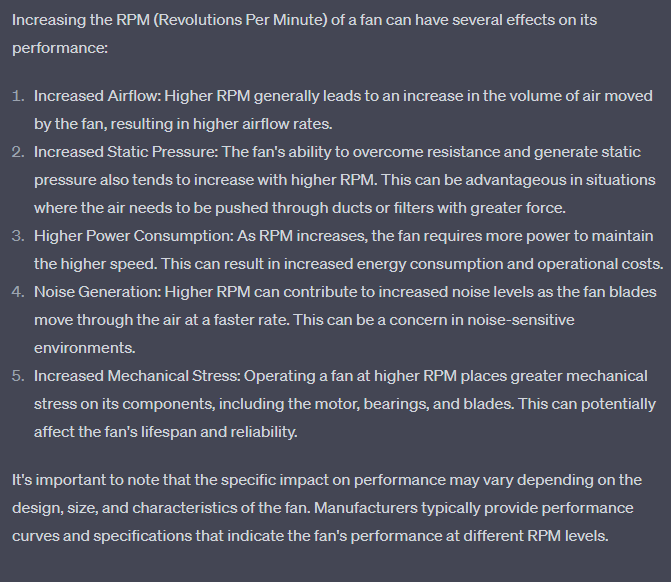 Increasing the RPM (Revolutions Per Minute) of a fan can have several effects on its
performance:
1. Increased Airflow: Higher RPM generally leads to an increase in the volume of air moved
by the fan, resulting in higher airflow rates.
2. Increased Static Pressure: The fan's ability to overcome resistance and generate static
pressure also tends to increase with higher RPM. This can be advantageous in situations
where the air needs to be pushed through ducts or filters with greater force.
3. Higher Power Consumption: As RPM increases, the fan requires more power to maintain
the higher speed. This can result in increased energy consumption and operational costs.
4. Noise Generation: Higher RPM can contribute to increased noise levels as the fan blades
move through the air at a faster rate. This can be a concern in noise-sensitive
environments.
5. Increased Mechanical Stress: Operating a fan at higher RPM places greater mechanical
stress on its components, including the motor, bearings, and blades. This can potentially
affect the fan's lifespan and reliability.
It's important to note that the specific impact on performance may vary depending on the
design, size, and characteristics of the fan. Manufacturers typically provide performance
curves and specifications that indicate the fan's performance at different RPM levels.